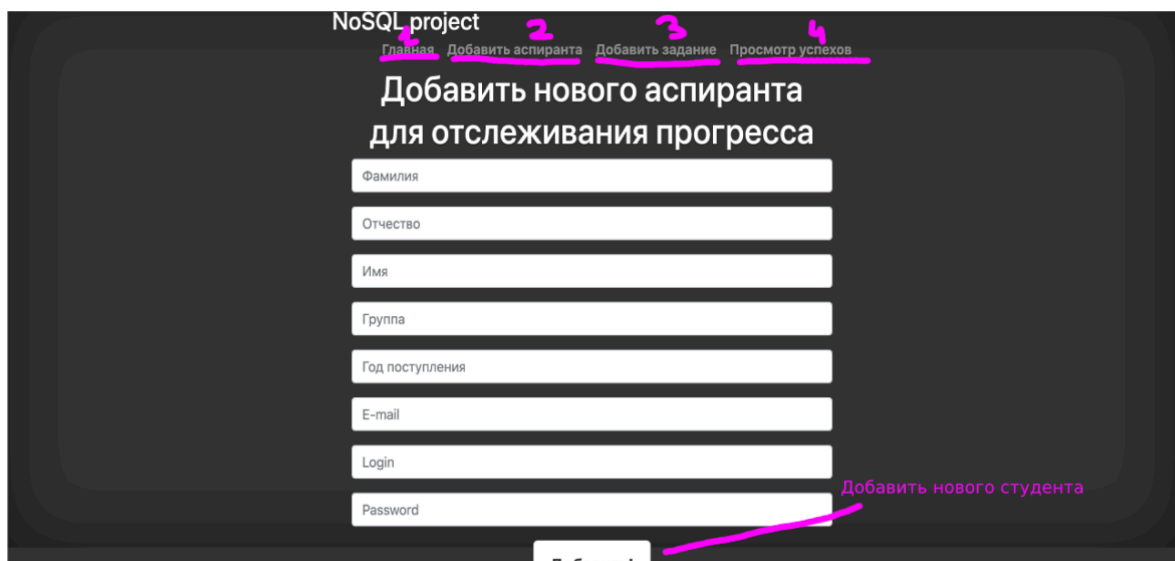 NoSQL project
1 2 3 4
Главная Добавить аспиранта Добавить задание Просмотр успехов
Добавить нового аспиранта
для отслеживания прогресса
Фамилия
Отчество
Имя
Группа
Год поступления
E-mail
Login
Password
Добавить нового студента